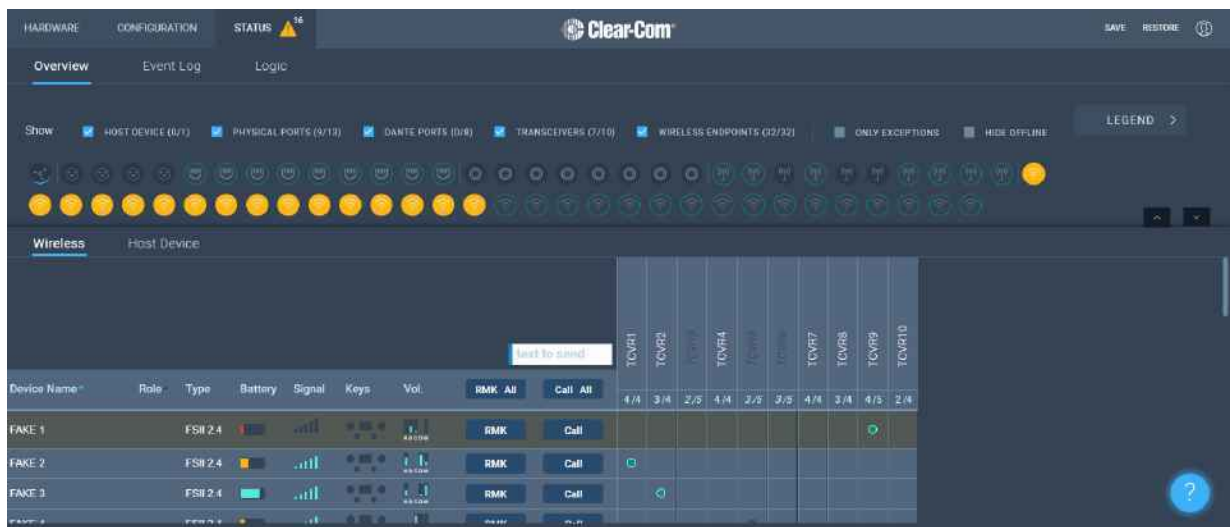 HARDWARE CONFIGURATION STATUS 16 Clear-Com SAVE RESTORE
Overview Event Log Logic
Show HOST DEVICE (0/1) PHYSICAL PORTS (9/13) DANTE PORTS (0/8) TRANSCEIVERS (7/10) WIRELESS ENDPOINTS (32/32) ONLY EXCEPTIONS HIDE OFFLINE LEGEND >
Wireless Host Device
text to send TCVR1 TCVR2 TCVR4 TCVR7 TCVR8 TCVR9 TCVR10
Device Name Role Type Battery Signal Keys Vol. RMK All Call All
4/4 3/4 2/5 4/4 2/5 3/5 4/4 3/4 4/5 2/4
FAKE 1 FSII 2.4 RMK Call
FAKE 2 FSII 2.4 RMK Call
FAKE 3 FSII 2.4 RMK Call
?